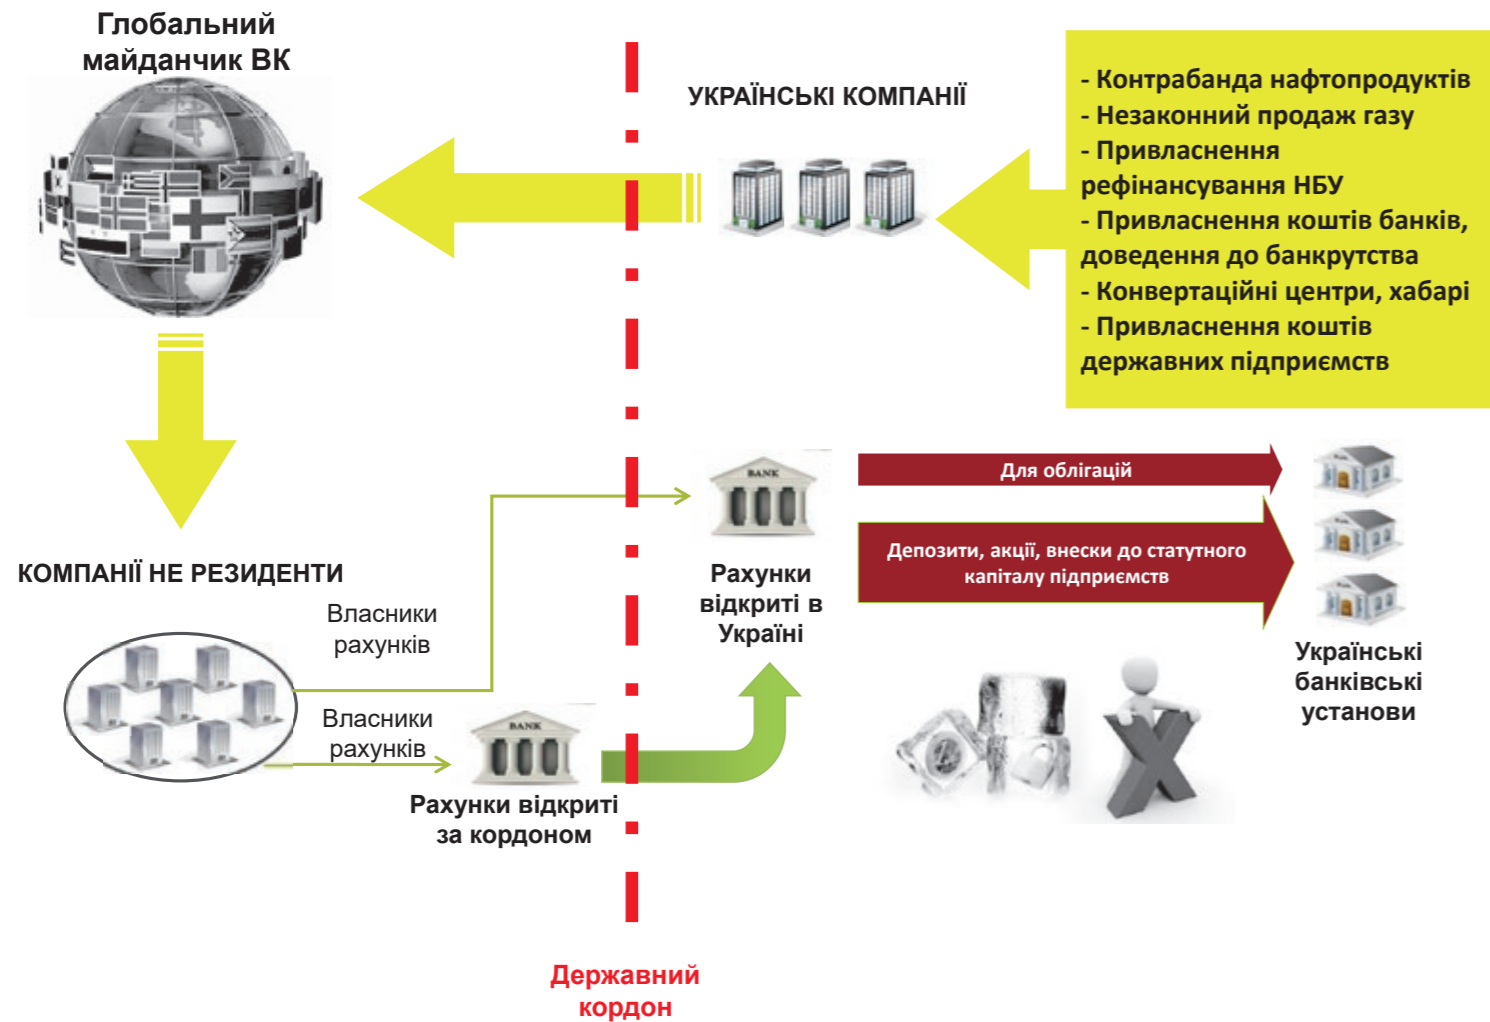 Глобальний
майданчик ВК
УКРАЇНСЬКІ КОМПАНІЇ
- Контрабанда нафтопродуктів
- Незаконний продаж газу
- Привласнення
рефінансування НБУ
- Привласнення коштів банків,
доведення до банкрутства
- Конвертаційні центри, хабарі
- Привласнення коштів
державних підприємств
КОМПАНІЇ НЕ РЕЗИДЕНТИ
Власники
рахунків
Власники
рахунків
BANK
Рахунки відкриті
за кордоном
BANK
Рахунки
відкриті в
Україні
Для облігацій
Депозити, акції, внески до статутного
капіталу підприємств
Українські
банківські
установи
Державний
кордон